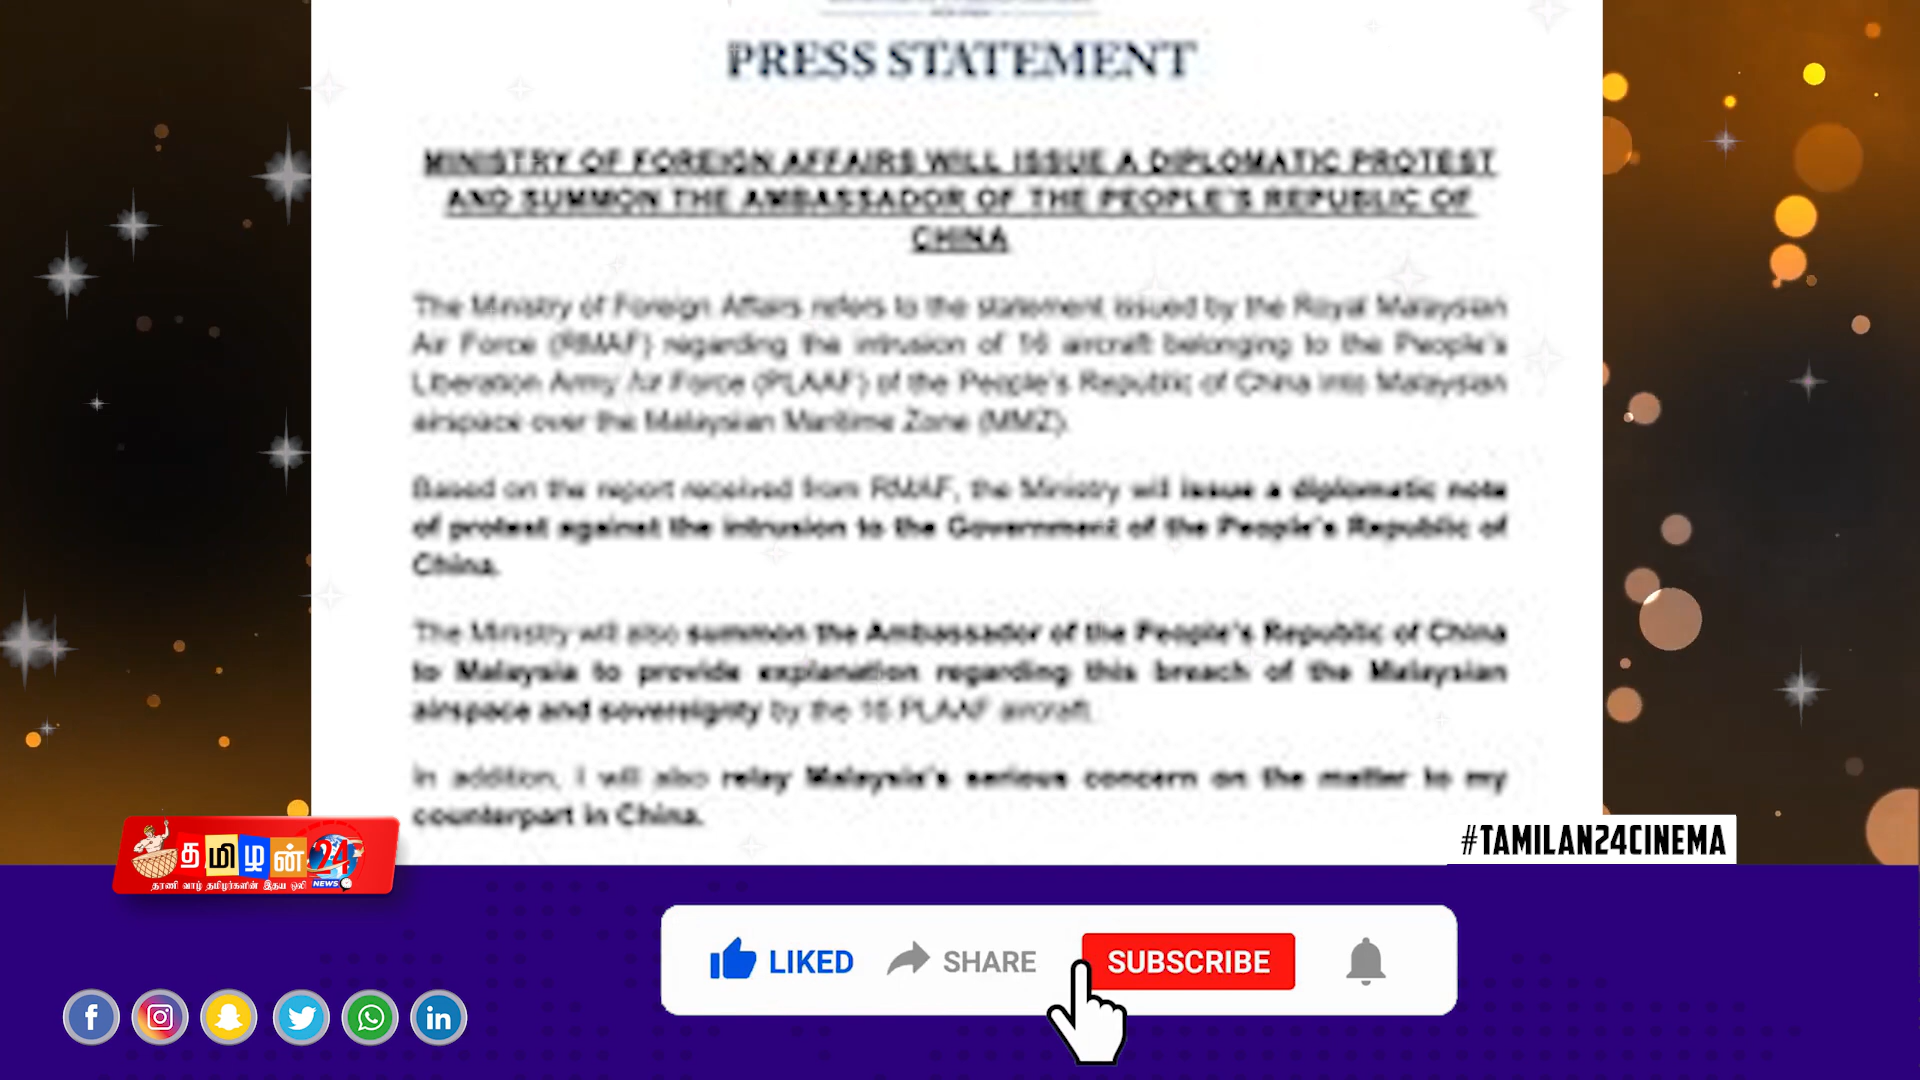 PRESS STATEMENT
MINISTRY OF FOREIGN AFFAIRS WILL ISSUE A DIPLOMATIC PROTEST
AND SUMMON THE AMBASSADOR OF THE PEOPLE'S REPUBLIC OF
CHINA
The Ministry of Foreign Affairs refers to the statement issued by the Royal Malaysian
Air Force (RMAF) regarding the intrusion of 16 aircraft belonging to the People's
Liberation Army Air Force (PLAAF) of the People's Republic of China into Malaysian
airspace over the Malaysian Maritime Zone (MMZ).
Based on the report received from RMAF, the Ministry will issue a diplomatic note
of protest against the intrusion to the Government of the People's Republic of
China.
The Ministry will also summon the Ambassador of the People's Republic of China
to Malaysia to provide explanation regarding this breach of the Malaysian
airspace and sovereignty by the 16 PLAAF aircraft.
In addition, I will also relay Malaysia's serious concern on the matter to my
counterpart in China.
தமிழன் 24
NEWS
தரணி வாழ் தமிழர்களின் இதய ஒலி
#TAMILAN24CINEMA
LIKED SHARE SUBSCRIBE